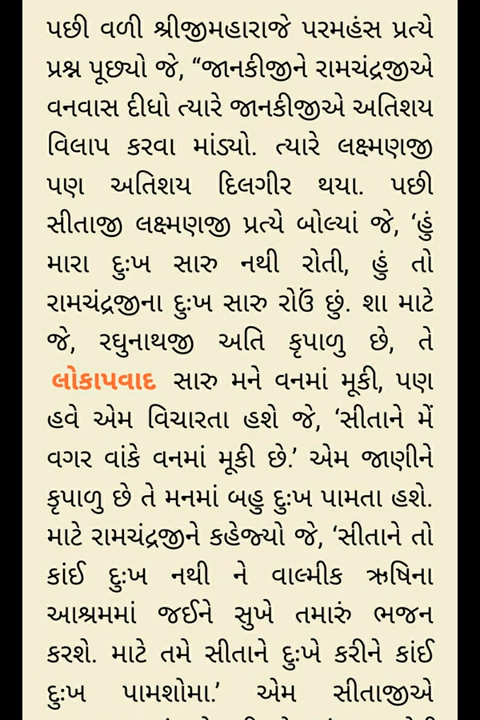 પછી વળી શ્રીજીમહારાજે પરમહંસ પ્રત્યે
પ્રશ્ન પૂછ્યો જે, “જાનકીજીને રામચંદ્રજીએ
વનવાસ દીધો ત્યારે જાનકીજીએ અતિશય
વિલાપ કરવા માંડ્યો. ત્યારે લક્ષ્મણજી
પણ અતિશય દિલગીર થયા. પછી
સીતાજી લક્ષ્મણજી પ્રત્યે બોલ્યાં જે, ‘હું
મારા દુઃખ સારુ નથી રોતી, હું તો
રામચંદ્રજીના દુઃખ સારુ રોઉં છું. શા માટે
જે, રઘુનાથજી અતિ કૃપાળુ છે, તે
લોકાપવાદ સારુ મને વનમાં મૂકી, પણ
હવે એમ વિચારતા હશે જે, ‘સીતાને મેં
વગર વાંકે વનમાં મૂકી છે.’ એમ જાણીને
કૃપાળુ છે તે મનમાં બહુ દુઃખ પામતા હશે.
માટે રામચંદ્રજીને કહેજ્યો જે, ‘સીતાને તો
કાંઈ દુઃખ નથી ને વાલ્મીક ઋષિના
આશ્રમમાં જઈને સુખે તમારું ભજન
કરશે. માટે તમે સીતાને દુઃખે કરીને કાંઈ
દુઃખ પામશોમા.’ એમ સીતાજીએ